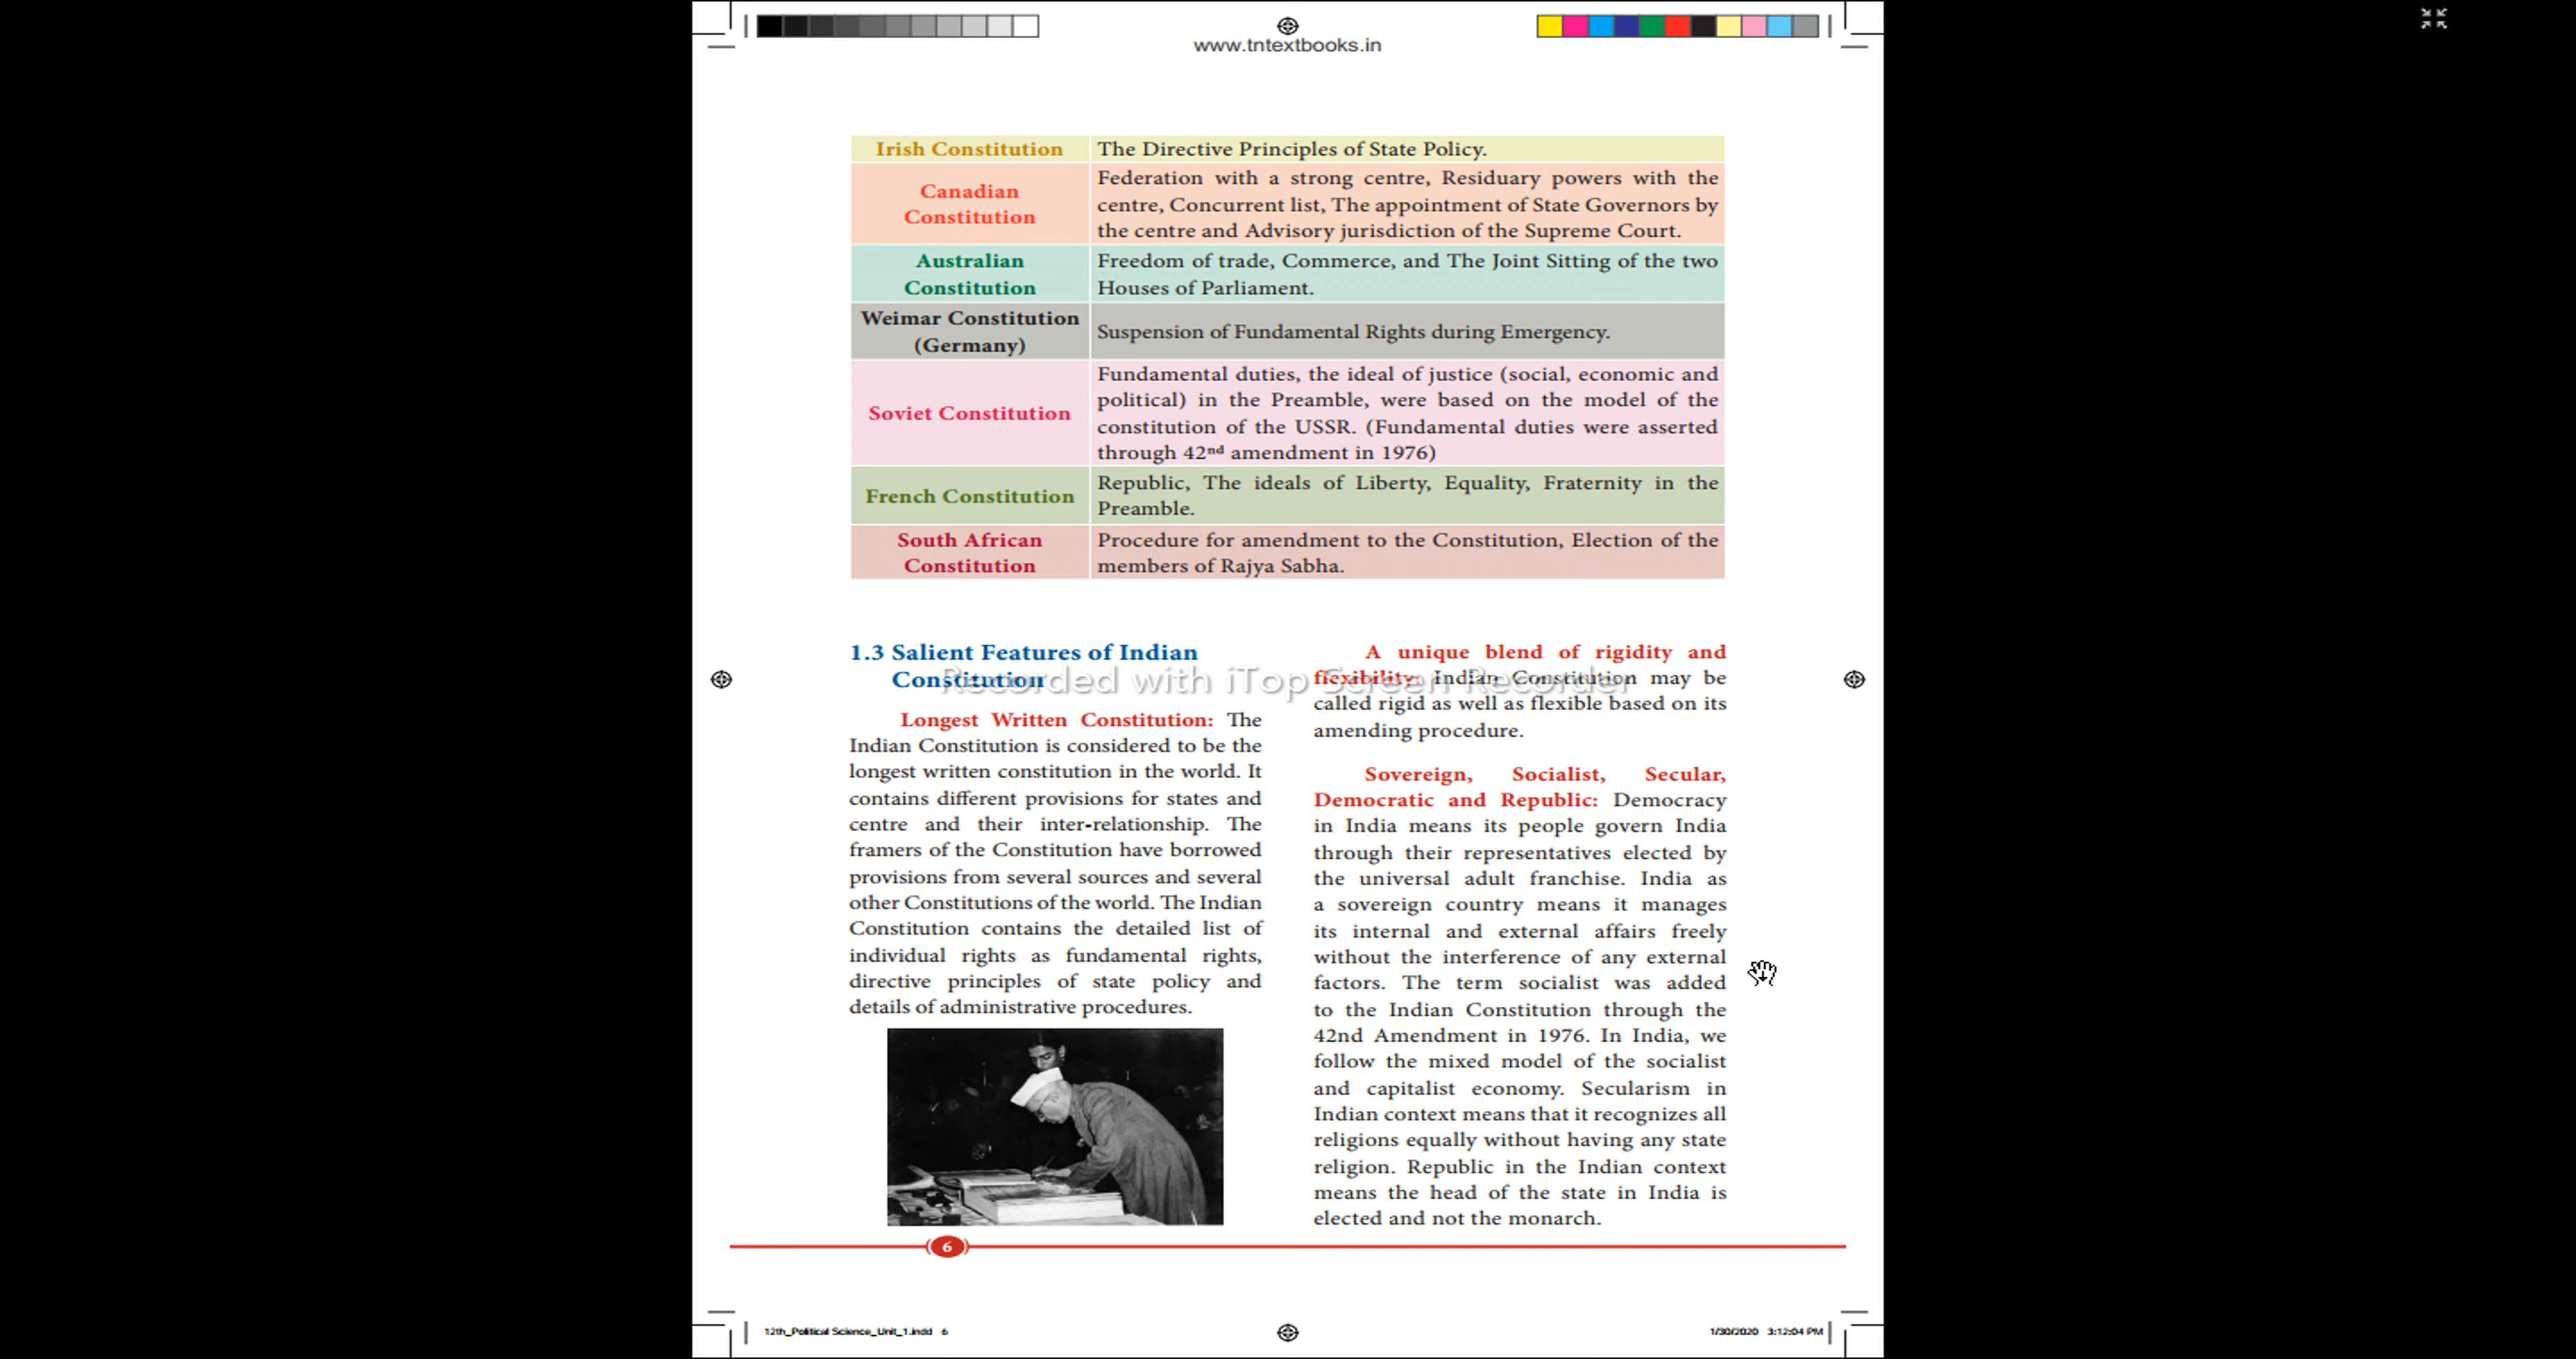 www.tntextbooks.in
Irish Constitution
The Directive Principles of State Policy.
Canadian
Constitution
Federation with a strong centre, Residuary powers with the
centre, Concurrent list, The appointment of State Governors by
the centre and Advisory jurisdiction of the Supreme Court.
Australian
Constitution
Freedom of trade, Commerce, and The Joint Sitting of the two
Houses of Parliament.
Weimar Constitution
(Germany)
Suspension of Fundamental Rights during Emergency.
Soviet Constitution
Fundamental duties, the ideal of justice (social, economic and
political) in the Preamble, were based on the model of the
constitution of the USSR. (Fundamental duties were asserted
through 42nd amendment in 1976)
French Constitution
Republic, The ideals of Liberty, Equality, Fraternity in the
Preamble.
South African
Constitution
Procedure for amendment to the Constitution, Election of the
members of Rajya Sabha.
1.3 Salient Features of Indian
Constitution
Longest Written Constitution: The
Indian Constitution is considered to be the
longest written constitution in the world. It
contains different provisions for states and
centre and their inter-relationship. The
framers of the Constitution have borrowed
provisions from several sources and several
other Constitutions of the world. The Indian
Constitution contains the detailed list of
individual rights as fundamental rights,
directive principles of state policy and
details of administrative procedures.
A unique blend of rigidity and
flexibility: Indian Constitution may be
called rigid as well as flexible based on its
amending procedure.
Sovereign, Socialist, Secular,
Democratic and Republic: Democracy
in India means its people govern India
through their representatives elected by
the universal adult franchise. India as
a sovereign country means it manages
its internal and external affairs freely
without the interference of any external
factors. The term socialist was added
to the Indian Constitution through the
42nd Amendment in 1976. In India, we
follow the mixed model of the socialist
and capitalist economy. Secularism in
Indian context means that it recognizes all
religions equally without having any state
religion. Republic in the Indian context
means the head of the state in India is
elected and not the monarch.
Recorded with iTop Screen Recorder
6
12th_Political Science_Unit_1.indd 6
1/30/2020 3:12:04 PM